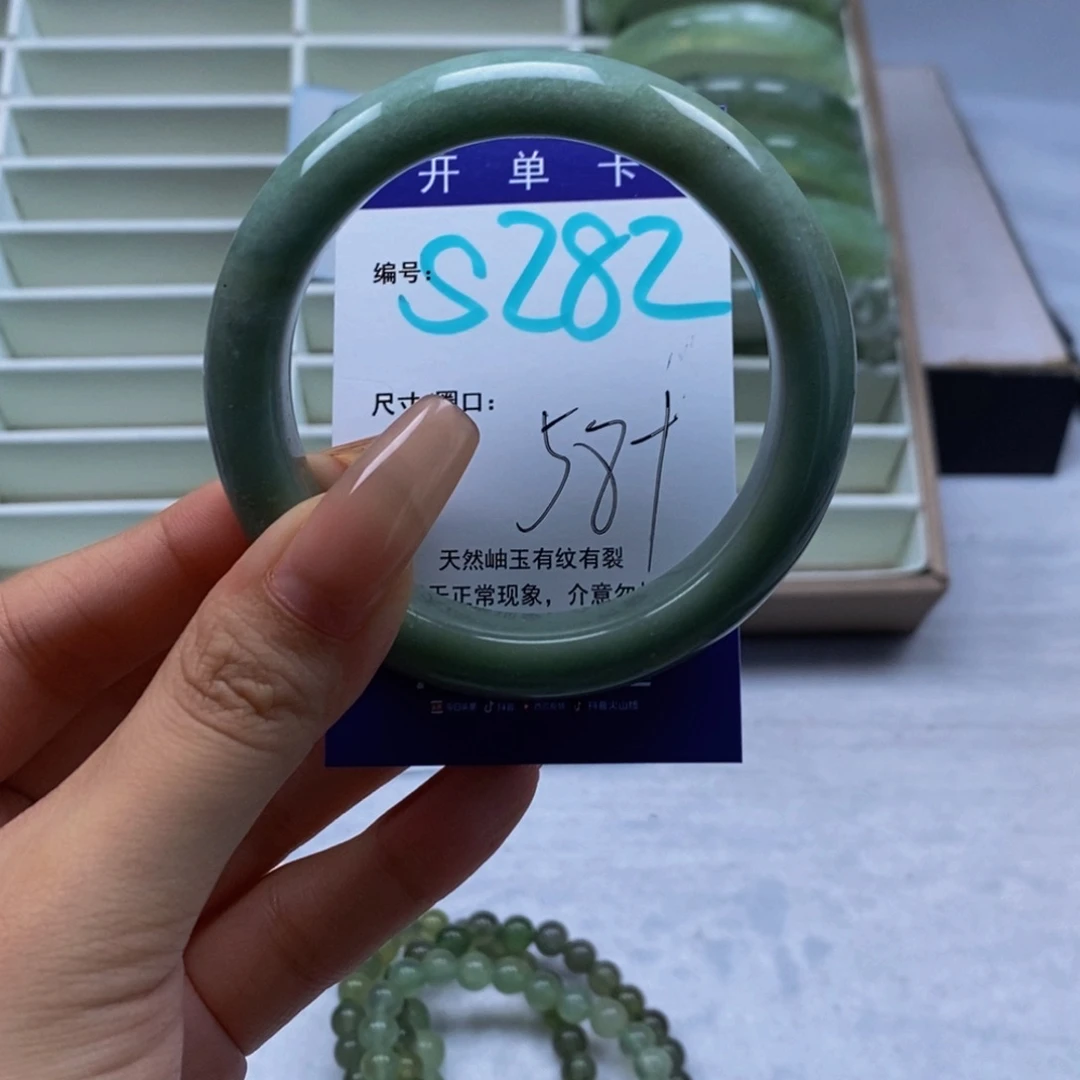 开单卡
编号: S282
尺寸 圈口:
58+
天然岫玉有纹有裂
正常现象，介意勿